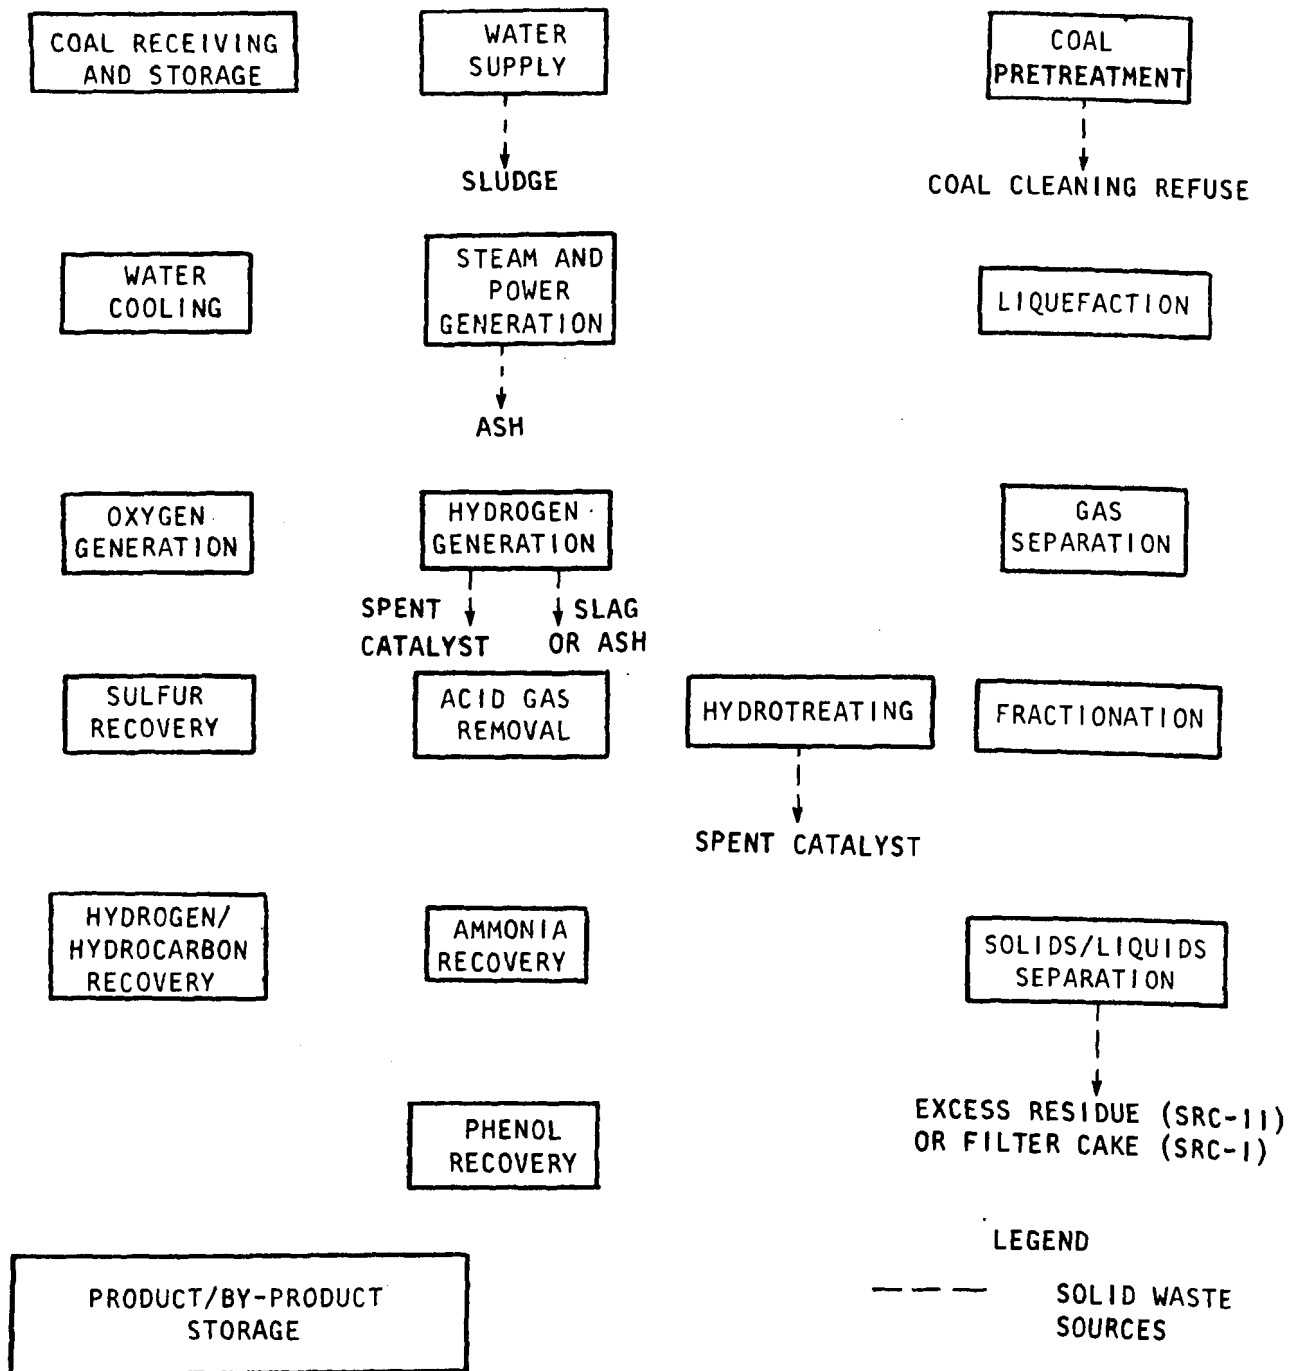 COAL RECEIVING
AND STORAGE
WATER
SUPPLY
COAL
PRETREATMENT
SLUDGE
COAL CLEANING REFUSE
WATER
COOLING
STEAM AND
POWER
GENERATION
LIQUEFACTION
ASH
OXYGEN
GENERATION
HYDROGEN
GENERATION
GAS
SEPARATION
SPENT
CATALYST
SLAG
OR ASH
SULFUR
RECOVERY
ACID GAS
REMOVAL
HYDROTREATING
FRACTIONATION
SPENT CATALYST
HYDROGEN/
HYDROCARBON
RECOVERY
AMMONIA
RECOVERY
SOLIDS/LIQUIDS
SEPARATION
EXCESS RESIDUE (SRC-II)
OR FILTER CAKE (SRC-I)
PHENOL
RECOVERY
LEGEND
SOLID WASTE
SOURCES
PRODUCT/BY-PRODUCT
STORAGE